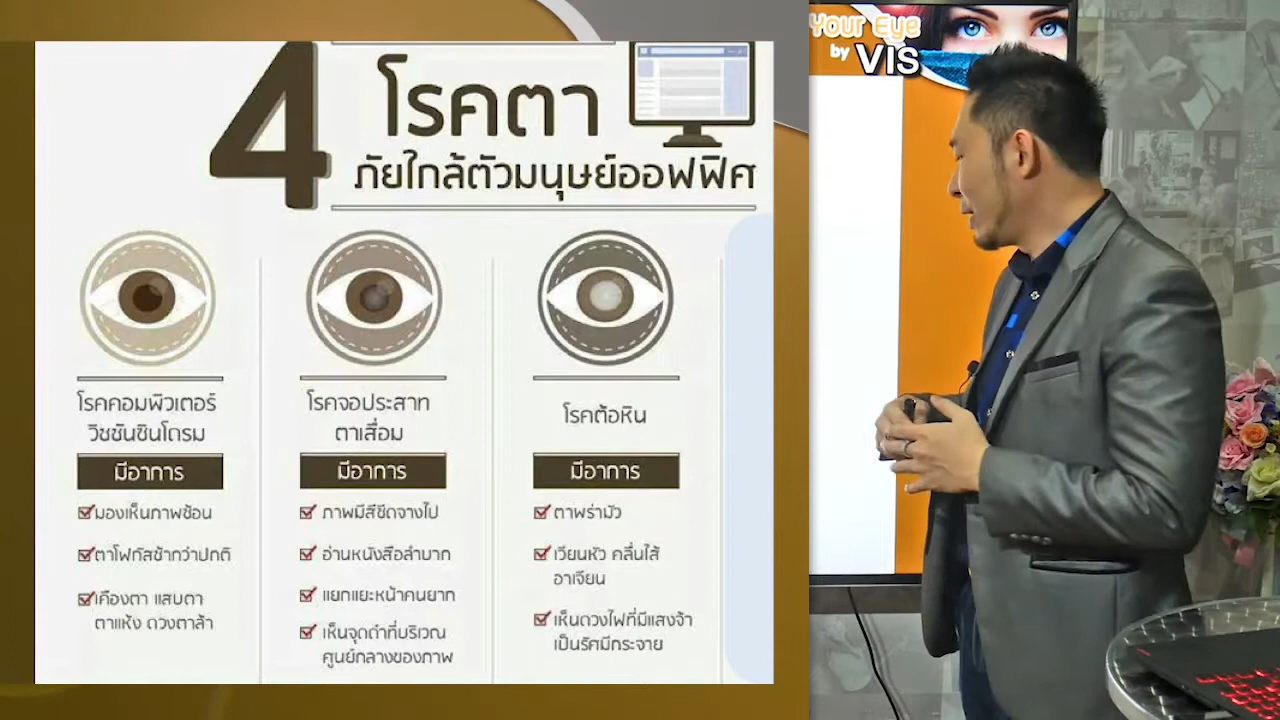 4 โรคตา
ภัยใกล้ตัวมนุษย์ออฟฟิศ
โรคคอมพิวเตอร์
วิชชันซินโดรม
มีอาการ
มองเห็นภาพซ้อน
ตาโฟกัสช้ากว่าปกติ
เคืองตา แสบตา
ตาแห้ง ดวงตาล้า
โรคจอประสาท
ตาเสื่อม
มีอาการ
ภาพมีสีซีดจางไป
อ่านหนังสือลำบาก
แยกแยะหน้าคนยาก
เห็นจุดดำที่บริเวณ
ศูนย์กลางของภาพ
โรคต้อหิน
มีอาการ
ตาพร่ามัว
เวียนหัว คลื่นไส้
อาเจียน
เห็นดวงไฟที่มีแสงจ้า
เป็นรัศมีกระจาย
Your Eye
by VIS